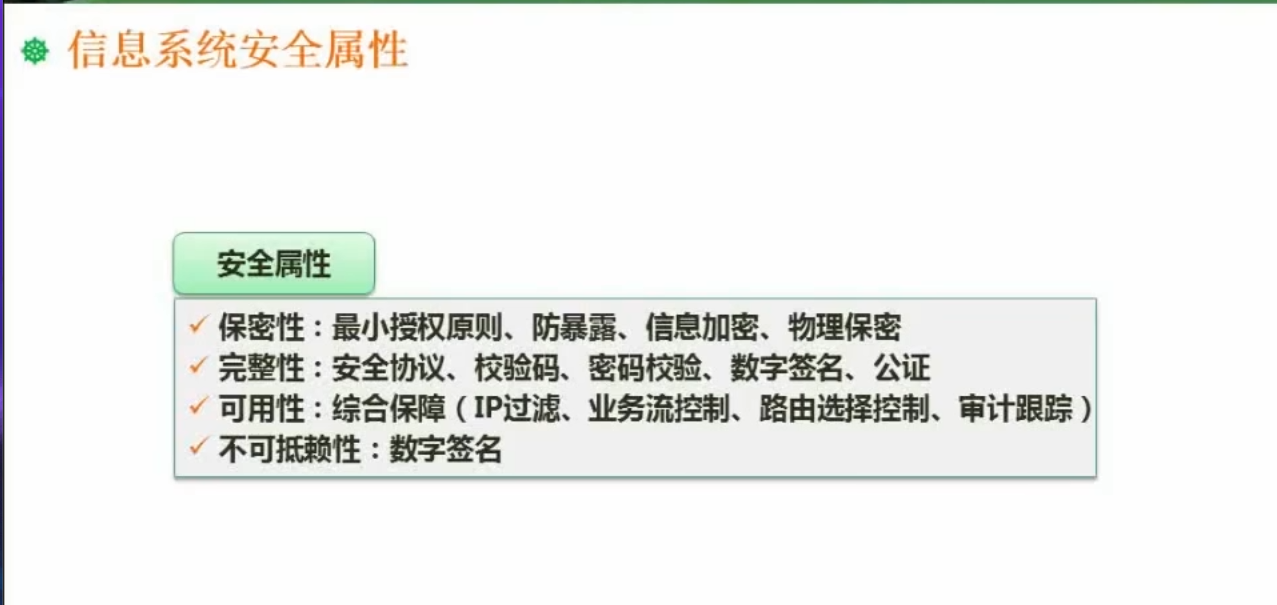 信息系统安全属性
安全属性
保密性：最小授权原则、防暴露、信息加密、物理保密
完整性：安全协议、校验码、密码校验、数字签名、公证
可用性：综合保障（IP过滤、业务流控制、路由选择控制、审计跟踪）
不可抵赖性：数字签名